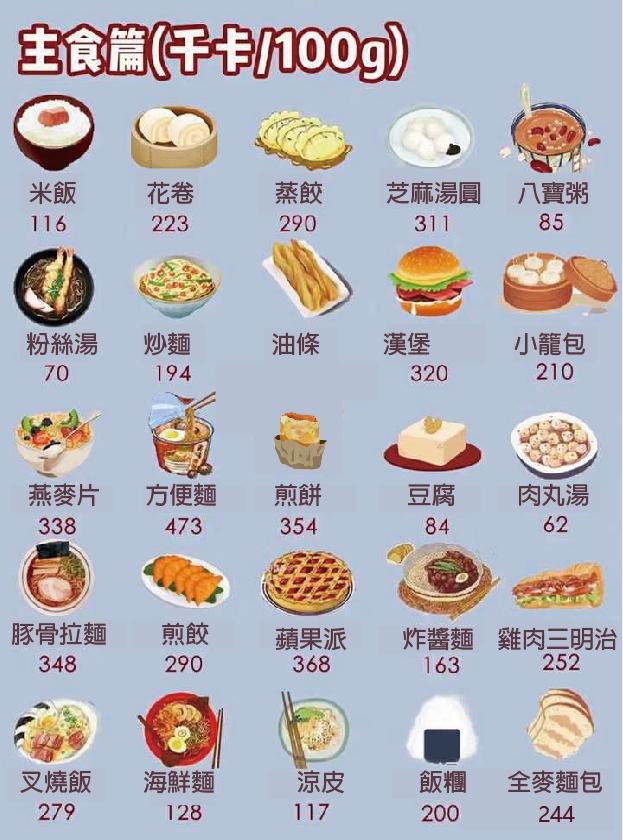 主食篇(千卡/100g)
米飯 花卷 蒸餃 芝麻湯圓 八寶粥
116 223 290 311 85
粉絲湯 炒麵 油條 漢堡 小籠包
70 194 320 210
燕麥片 方便麵 煎餅 豆腐 肉丸湯
338 473 354 84 62
豚骨拉麵 煎餃 蘋果派 炸醬麵 雞肉三明治
348 290 368 163 252
叉燒飯 海鮮麵 涼皮 飯糰 全麥麵包
279 128 117 200 244